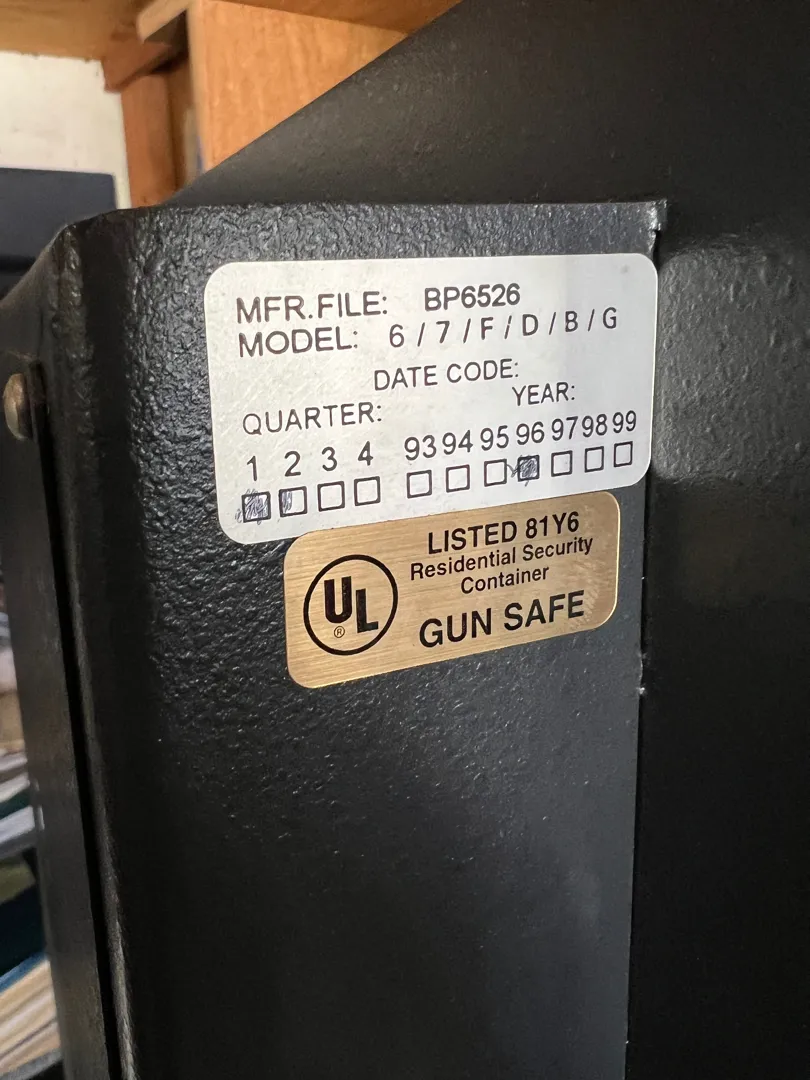 MFR.FILE: BP6526
MODEL: 6 / 7 / F / D / B / G
DATE CODE:
QUARTER: YEAR:
1 2 3 4 93 94 95 96 97 98 99
UL
®
LISTED 81Y6
Residential Security
Container
GUN SAFE